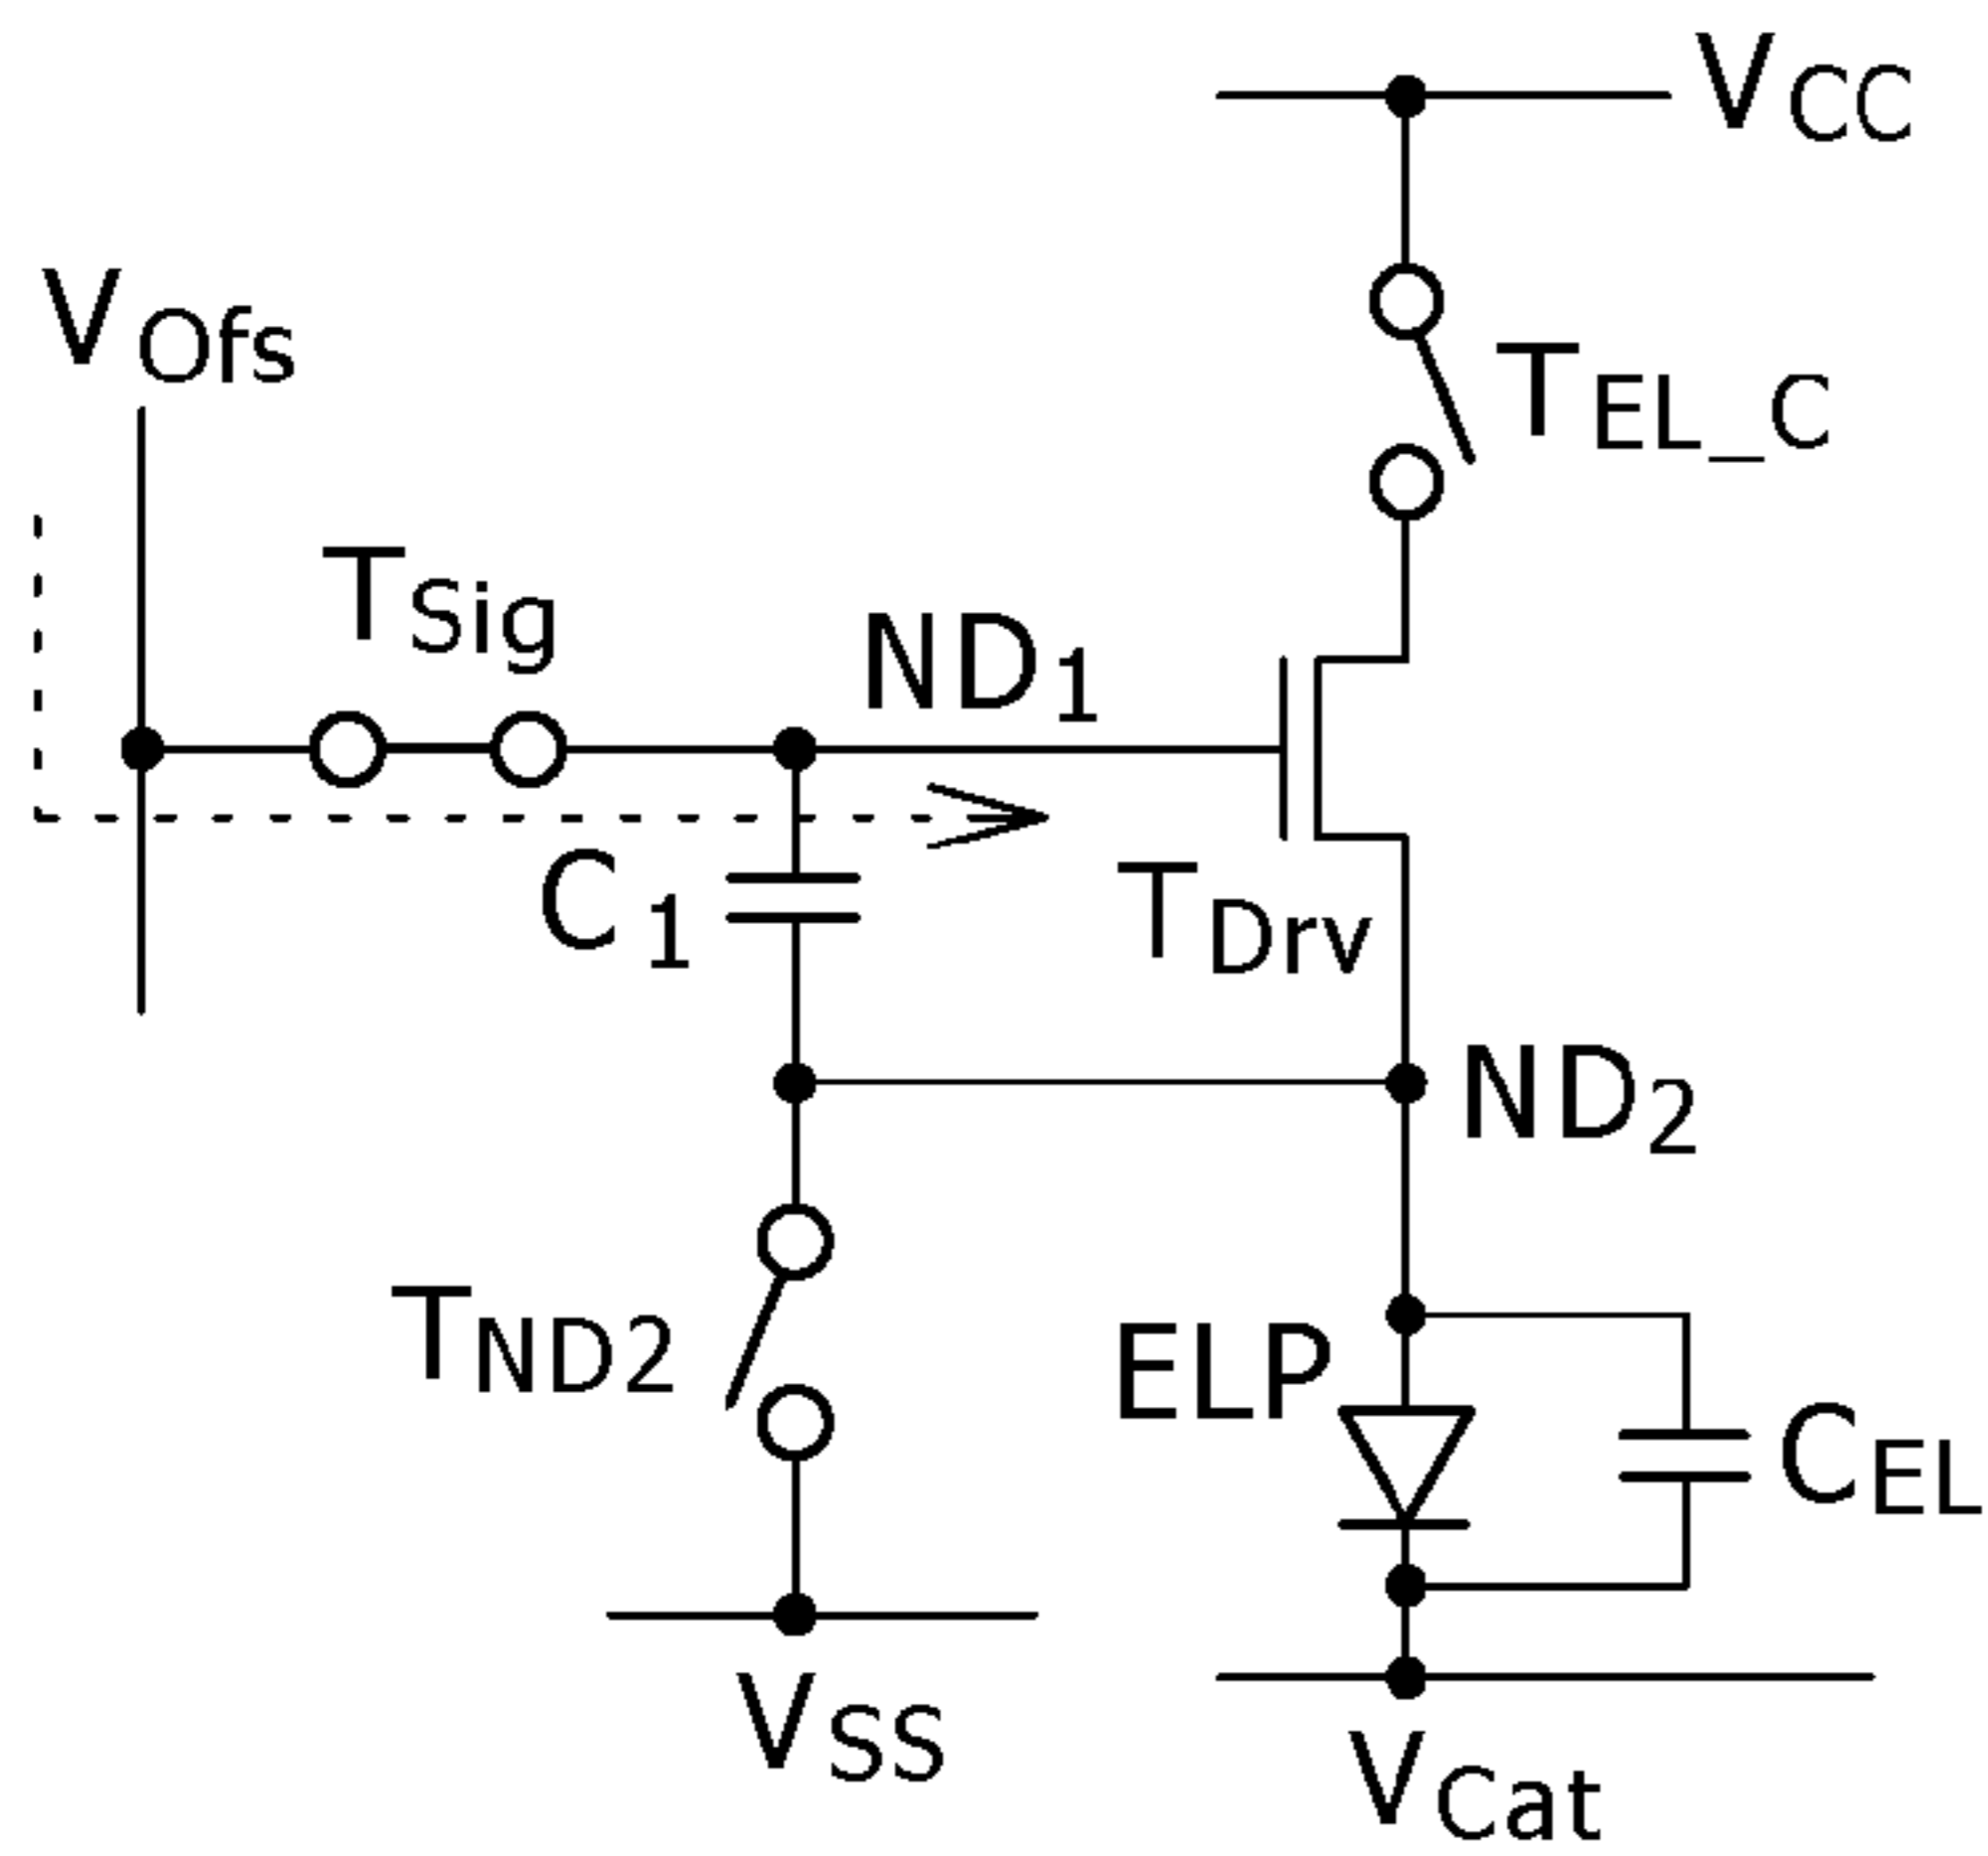 VCC
VOfs
TEL_C
TSig
ND1
C1
TDrv
ND2
TND2
ELP
CEL
VSS
VCat